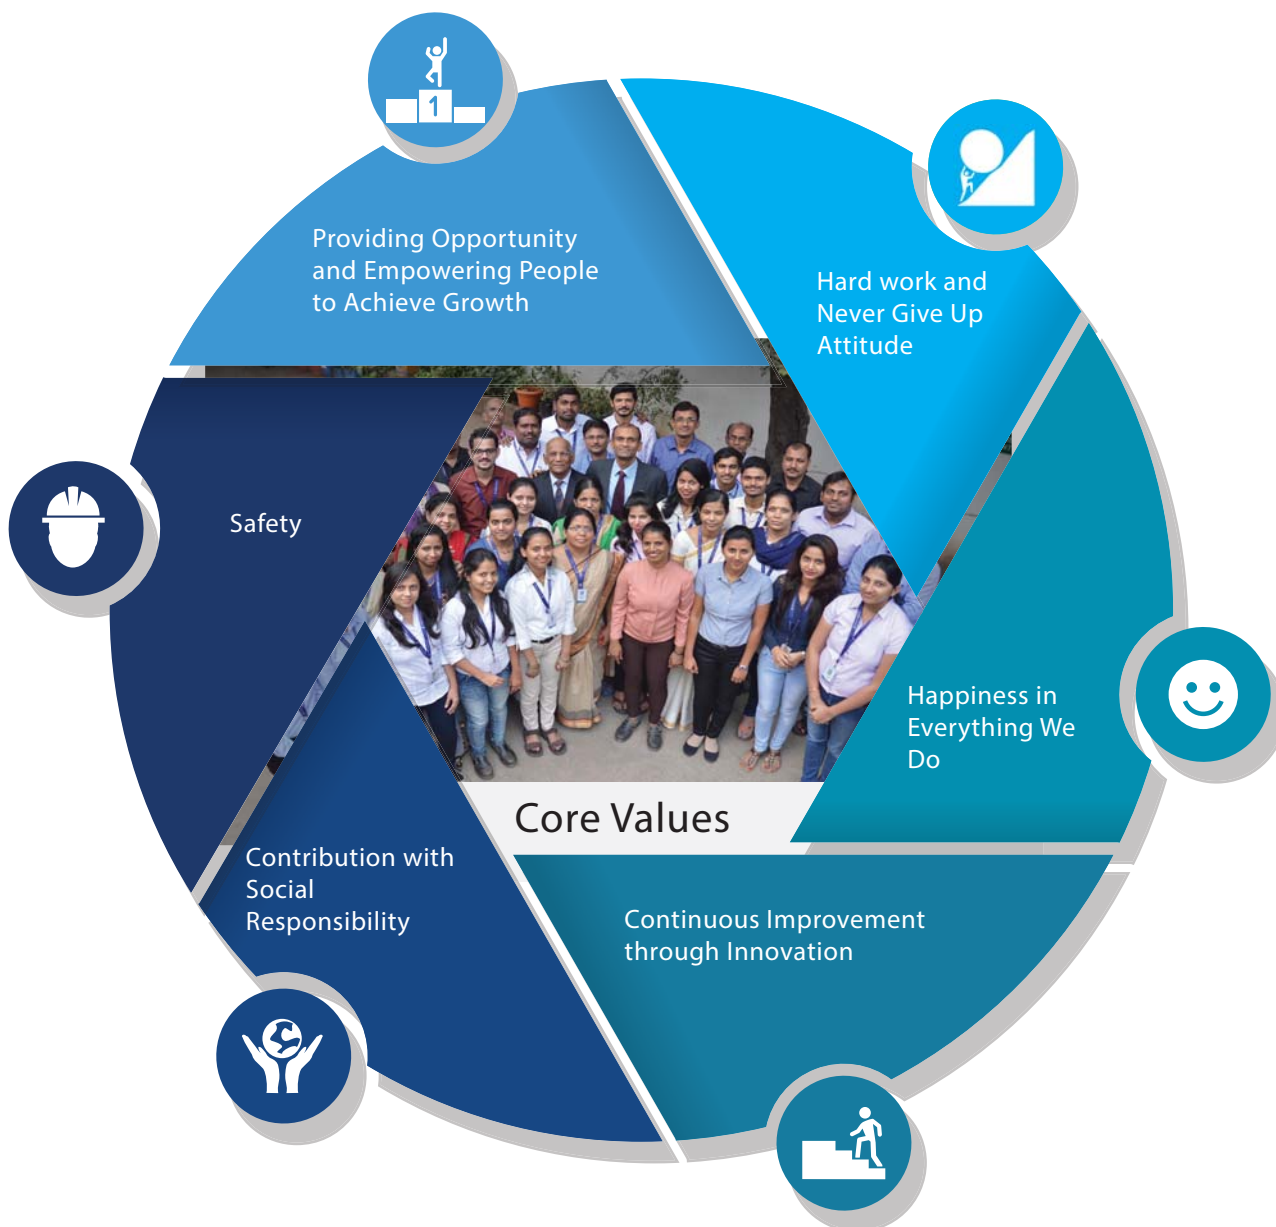 1
Providing Opportunity
and Empowering People
to Achieve Growth
Hard work and
Never Give Up
Attitude
Safety
Happiness in
Everything We
Do
Core Values
Contribution with
Social
Responsibility
Continuous Improvement
through Innovation